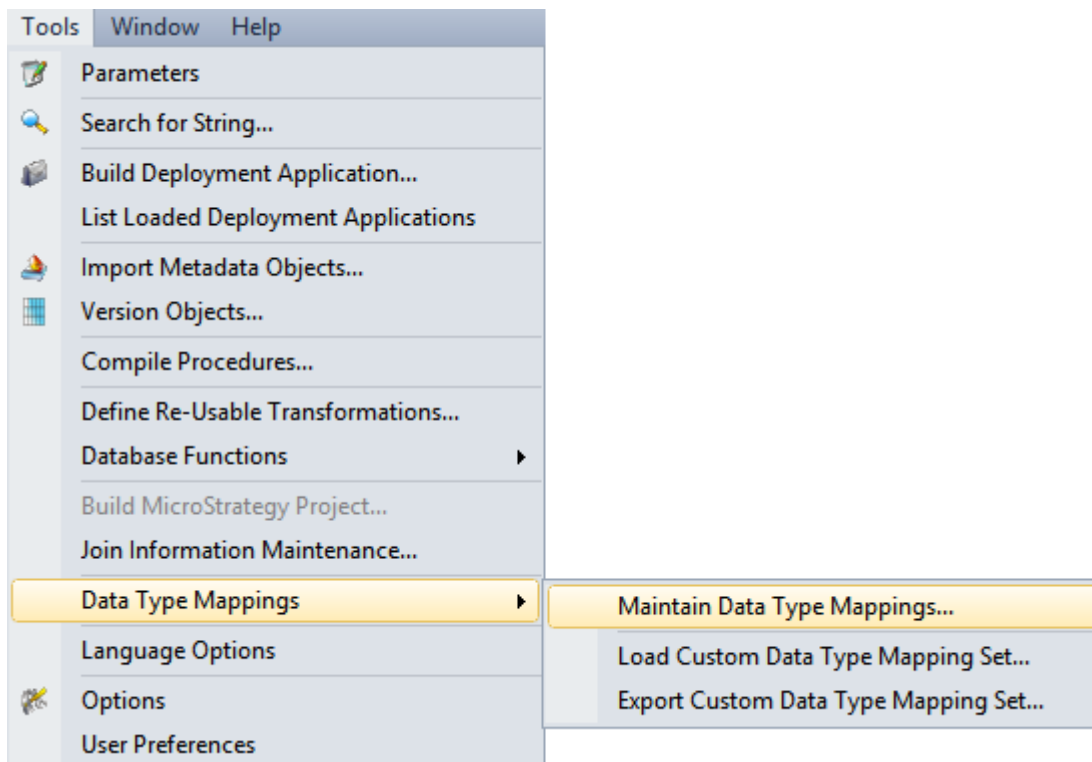 Tools Window Help
Parameters
Search for String...
Build Deployment Application...
List Loaded Deployment Applications
Import Metadata Objects...
Version Objects...
Compile Procedures...
Define Re-Usable Transformations...
Database Functions
Build MicroStrategy Project...
Join Information Maintenance...
Data Type Mappings
Maintain Data Type Mappings...
Load Custom Data Type Mapping Set...
Export Custom Data Type Mapping Set...
Language Options
Options
User Preferences